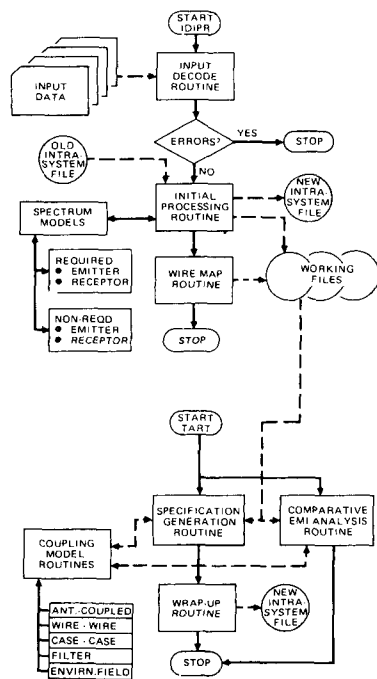 START
IDIPR
INPUT
DECODE
ROUTINE
INPUT
DATA
ERRORS?
YES
STOP
NO
OLD
INTRA-
SYSTEM
FILE
INITIAL
PROCESSING
ROUTINE
NEW
INTRA-
SYSTEM
FILE
SPECTRUM
MODELS
REQUIRED
● EMITTER
● RECEPTOR
NON-REQD
● EMITTER
● RECEPTOR
WIRE MAP
ROUTINE
WORKING
FILES
STOP
START
TART
SPECIFICATION
GENERATION
ROUTINE
COMPARATIVE
EMI ANALYSIS
ROUTINE
COUPLING
MODEL
ROUTINES
ANT.-COUPLED
WIRE - WIRE
CASE - CASE
FILTER
ENVIRN.FIELD
WRAP-UP
ROUTINE
NEW
INTRA-
SYSTEM
FILE
STOP